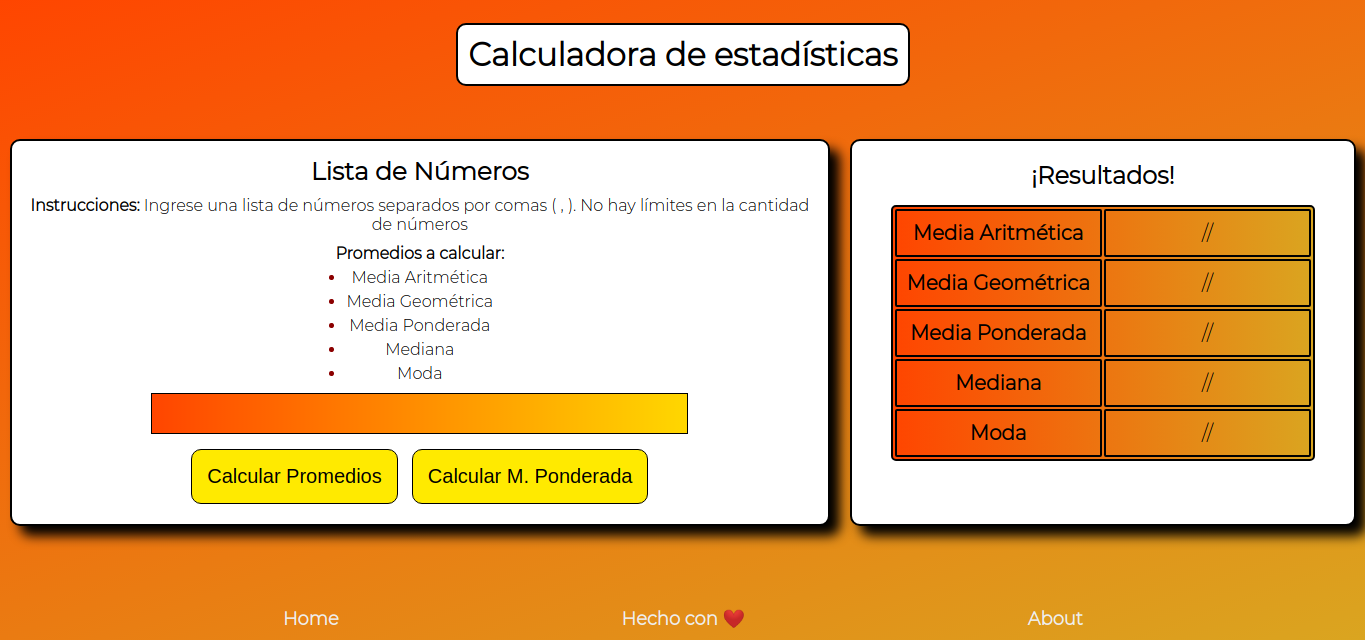 Calculadora de estadísticas
Lista de Números
Instrucciones: Ingrese una lista de números separados por comas ( , ). No hay límites en la cantidad
de números
Promedios a calcular:
Media Aritmética
Media Geométrica
Media Ponderada
Mediana
Moda
Calcular Promedios
Calcular M. Ponderada
¡Resultados!
Media Aritmética //
Media Geométrica //
Media Ponderada //
Mediana //
Moda //
Home
Hecho con ❤️
About